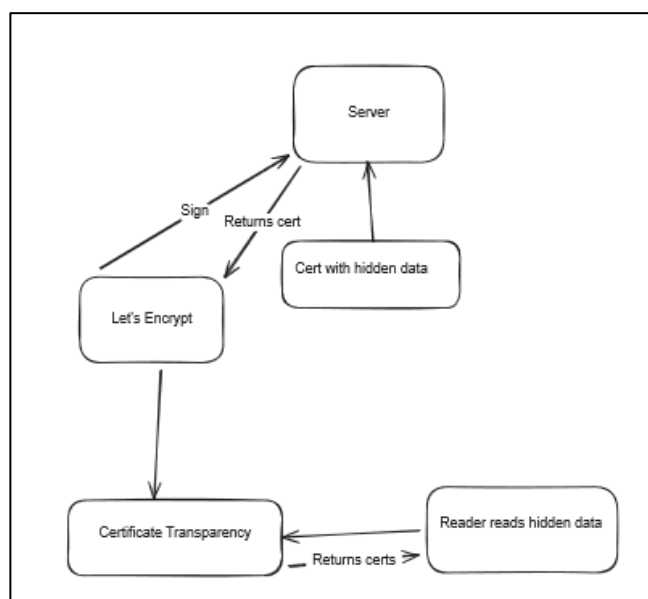 Server
Sign
Returns cert
Cert with hidden data
Let's Encrypt
Certificate Transparency
Reader reads hidden data
Returns certs